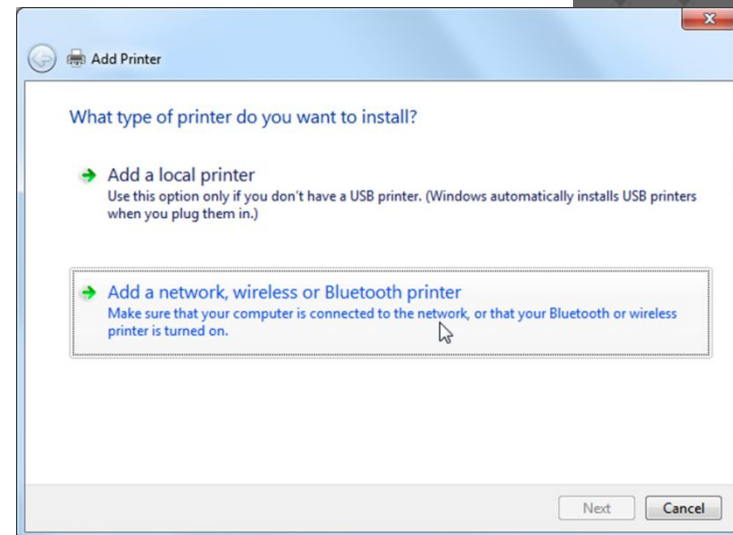 Add Printer
What type of printer do you want to install?
Add a local printer
Use this option only if you don't have a USB printer. (Windows automatically installs USB printers
when you plug them in.)
Add a network, wireless or Bluetooth printer
Make sure that your computer is connected to the network, or that your Bluetooth or wireless
printer is turned on.
Next Cancel